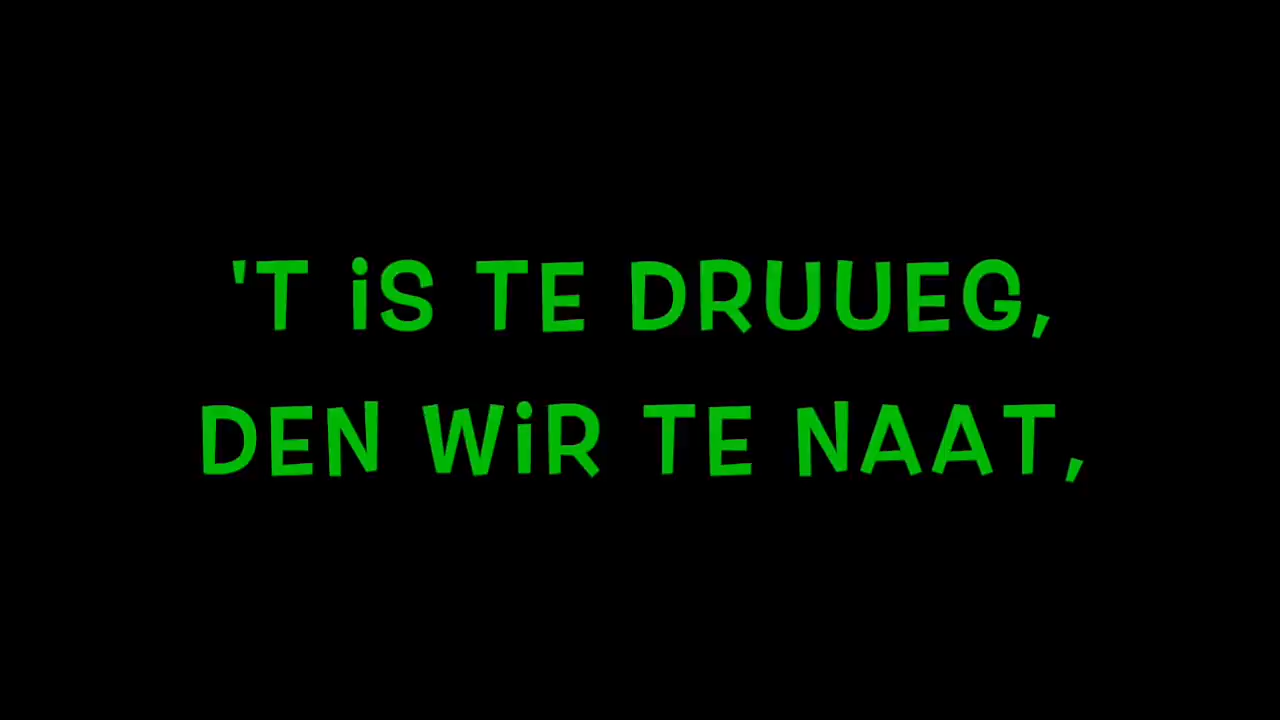 'T iS TE DRUUEG,
DEN WiR TE NAAT,